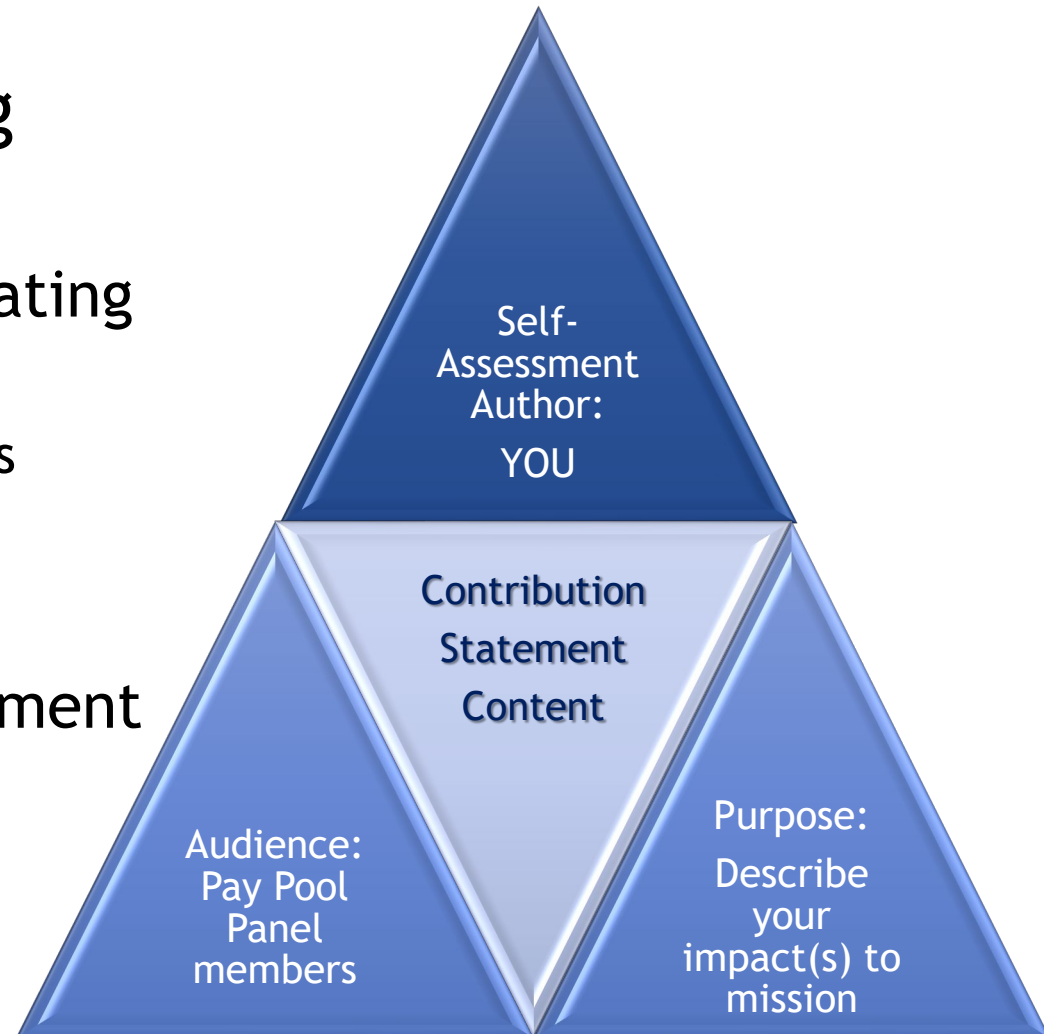 g
ating
s
ment
Self-
Assessment
Author:
YOU
Contribution
Statement
Content
Audience:
Pay Pool
Panel
members
Purpose:
Describe
your
impact(s) to
mission